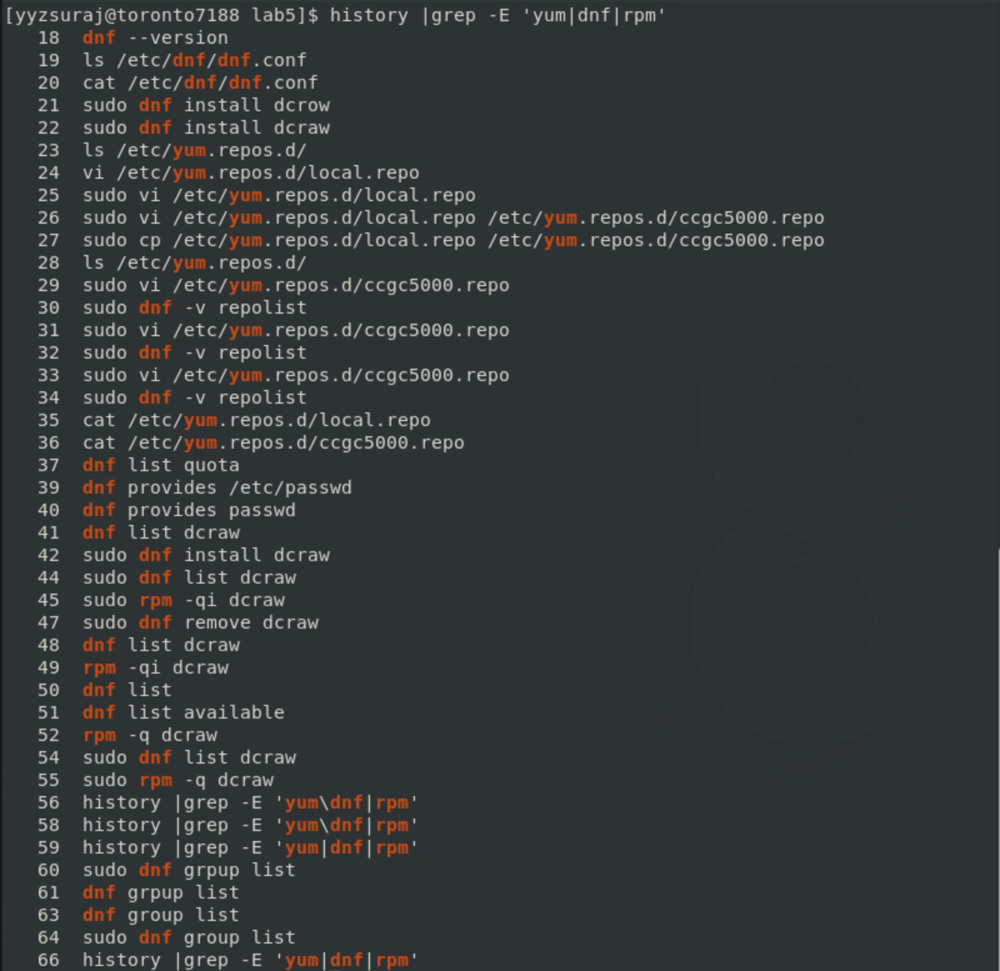 [yyzsuraj@toronto7188 lab5]$ history |grep -E 'yum|dnf|rpm'
18 dnf --version
19 ls /etc/dnf/dnf.conf
20 cat /etc/dnf/dnf.conf
21 sudo dnf install dcrow
22 sudo dnf install dcraw
23 ls /etc/yum.repos.d/
24 vi /etc/yum.repos.d/local.repo
25 sudo vi /etc/yum.repos.d/local.repo
26 sudo vi /etc/yum.repos.d/local.repo /etc/yum.repos.d/ccgc5000.repo
27 sudo cp /etc/yum.repos.d/local.repo /etc/yum.repos.d/ccgc5000.repo
28 ls /etc/yum.repos.d/
29 sudo vi /etc/yum.repos.d/ccgc5000.repo
30 sudo dnf -v repolist
31 sudo vi /etc/yum.repos.d/ccgc5000.repo
32 sudo dnf -v repolist
33 sudo vi /etc/yum.repos.d/ccgc5000.repo
34 sudo dnf -v repolist
35 cat /etc/yum.repos.d/local.repo
36 cat /etc/yum.repos.d/ccgc5000.repo
37 dnf list quota
39 dnf provides /etc/passwd
40 dnf provides passwd
41 dnf list dcraw
42 sudo dnf install dcraw
44 sudo dnf list dcraw
45 sudo rpm -qi dcraw
47 sudo dnf remove dcraw
48 dnf list dcraw
49 rpm -qi dcraw
50 dnf list
51 dnf list available
52 rpm -q dcraw
54 sudo dnf list dcraw
55 sudo rpm -q dcraw
56 history |grep -E 'yum\dnf|rpm'
58 history |grep -E 'yum\dnf|rpm'
59 history |grep -E 'yum|dnf|rpm'
60 sudo dnf grpup list
61 dnf grpup list
63 dnf group list
64 sudo dnf group list
66 history |grep -E 'yum|dnf|rpm'